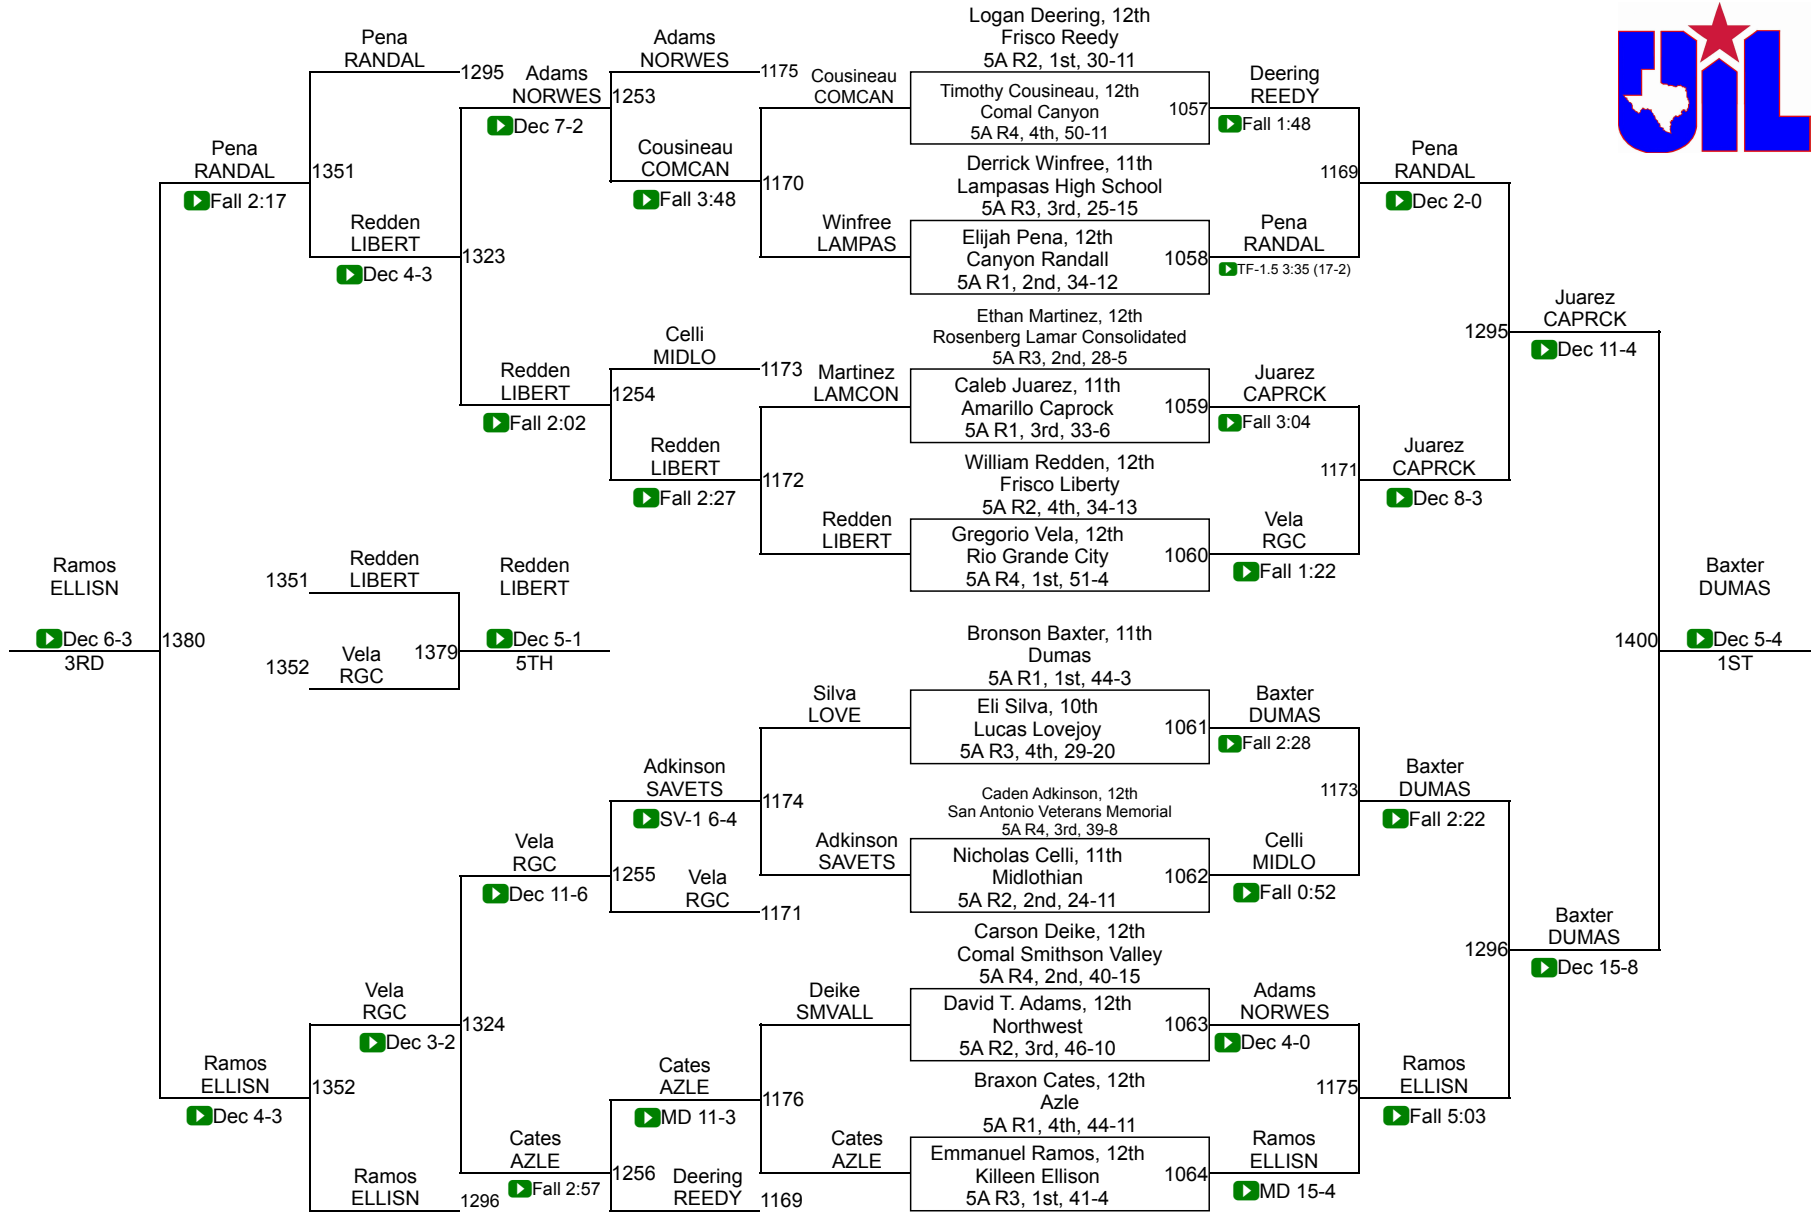 UIL
Logan Deering, 12th
Frisco Reedy
5A R2, 1st, 30-11
Timothy Cousineau, 12th
Comal Canyon
5A R4, 4th, 50-11
1057
Derrick Winfree, 11th
Lampasas High School
5A R3, 3rd, 25-15
Elijah Pena, 12th
Canyon Randall
5A R1, 2nd, 34-12
1058
Ethan Martinez, 12th
Rosenberg Lamar Consolidated
5A R3, 2nd, 28-5
Caleb Juarez, 11th
Amarillo Caprock
5A R1, 3rd, 33-6
1059
William Redden, 12th
Frisco Liberty
5A R2, 4th, 34-13
Gregorio Vela, 12th
Rio Grande City
5A R4, 1st, 51-4
1060
Bronson Baxter, 11th
Dumas
5A R1, 1st, 44-3
Eli Silva, 10th
Lucas Lovejoy
5A R3, 4th, 29-20
1061
Caden Adkinson, 12th
San Antonio Veterans Memorial
5A R4, 3rd, 39-8
Nicholas Celli, 11th
Midlothian
5A R2, 2nd, 24-11
1062
Carson Deike, 12th
Comal Smithson Valley
5A R4, 2nd, 40-15
David T. Adams, 12th
Northwest
5A R2, 3rd, 46-10
1063
Braxon Cates, 12th
Azle
5A R1, 4th, 44-11
Emmanuel Ramos, 12th
Killeen Ellison
5A R3, 1st, 41-4
1064
Deering
REEDY
Fall 1:48
1169
Pena
RANDAL
TF-1.5 3:35 (17-2)
Juarez
CAPRCK
Fall 3:04
1171
Vela
RGC
Fall 1:22
Baxter
DUMAS
Fall 2:28
1173
Celli
MIDLO
Fall 0:52
Adams
NORWES
Dec 4-0
1175
Ramos
ELLISN
MD 15-4
Pena
RANDAL
Dec 2-0
1295
Juarez
CAPRCK
Dec 8-3
Baxter
DUMAS
Fall 2:22
1296
Ramos
ELLISN
Fall 5:03
Juarez
CAPRCK
Dec 11-4
1400
Baxter
DUMAS
Dec 15-8
Baxter
DUMAS
Dec 5-4
1ST
Cousineau
COMCAN
1170
Winfree
LAMPAS
Martinez
LAMCON
1172
Redden
LIBERT
Silva
LOVE
1174
Adkinson
SAVETS
Deike
SMVALL
1176
Cates
AZLE
Adams
NORWES
1175
1253
Cousineau
COMCAN
Fall 3:48
Celli
MIDLO
1173
1254
Redden
LIBERT
Fall 2:27
Adkinson
SAVETS
SV-1 6-4
1255
Vela
RGC
1171
Cates
AZLE
MD 11-3
1256
Deering
REEDY
1169
Adams
NORWES
Dec 7-2
1323
Redden
LIBERT
Fall 2:02
Vela
RGC
Dec 11-6
1324
Cates
AZLE
Fall 2:57
Pena
RANDAL
1295
1351
Redden
LIBERT
Dec 4-3
Vela
RGC
Dec 3-2
1352
Ramos
ELLISN
1296
Pena
RANDAL
Fall 2:17
1380
Ramos
ELLISN
Dec 4-3
Ramos
ELLISN
Dec 6-3
3RD
1351
Redden
LIBERT
1352
Vela
RGC
1379
Redden
LIBERT
Dec 5-1
5TH